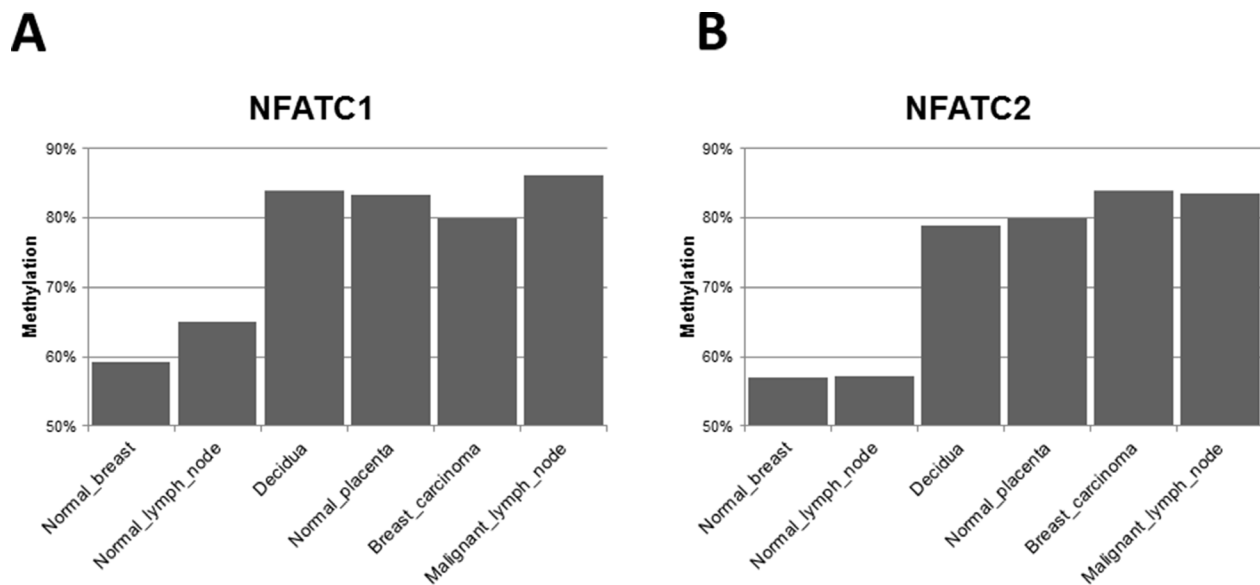 A
NFATC1
90%
80%
70%
60%
50%
Methylation
Normal_breast
Normal_lymph_node
Decidua
Normal_placenta
Breast_carcinoma
Malignant_lymph_node
B
NFATC2
90%
80%
70%
60%
50%
Methylation
Normal_breast
Normal_lymph_node
Decidua
Normal_placenta
Breast_carcinoma
Malignant_lymph_node